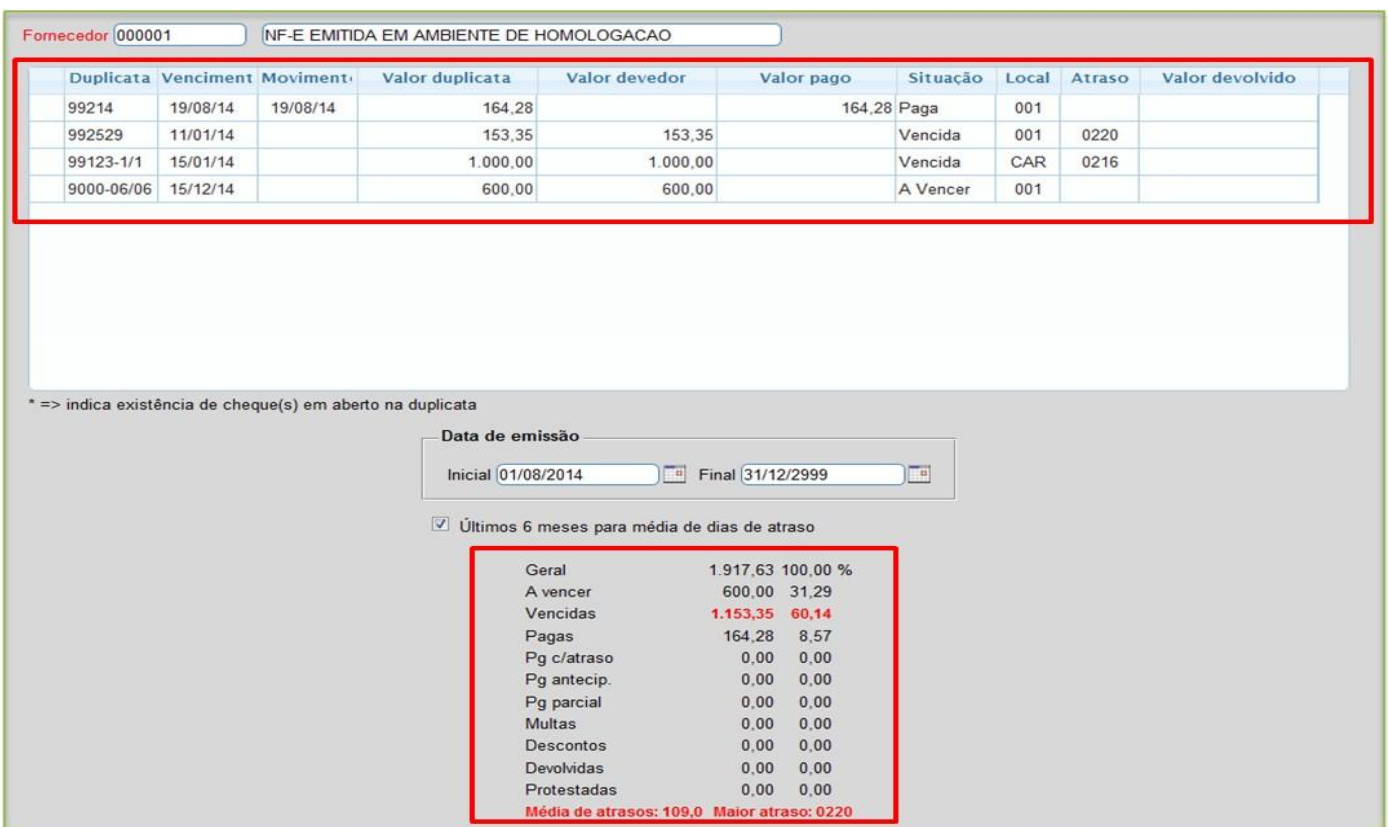 Fornecedor 000001 NF-E EMITIDA EM AMBIENTE DE HOMOLOGACAO
Duplicata Venciment Moviment Valor duplicata Valor devedor Valor pago Situação Local Atraso Valor devolvido
99214 19/08/14 19/08/14 164,28 164,28 Paga 001
992529 11/01/14 153,35 153,35 Vencida 001 0220
99123-1/1 15/01/14 1.000,00 1.000,00 Vencida CAR 0216
9000-06/06 15/12/14 600,00 600,00 A Vencer 001
* => indica existência de cheque(s) em aberto na duplicata
Data de emissão
Inicial 01/08/2014 Final 31/12/2999
Últimos 6 meses para média de dias de atraso
Geral 1.917,63 100,00 %
A vencer 600,00 31,29
Vencidas 1.153,35 60,14
Pagas 164,28 8,57
Pg c/atraso 0,00 0,00
Pg antecip. 0,00 0,00
Pg parcial 0,00 0,00
Multas 0,00 0,00
Descontos 0,00 0,00
Devolvidas 0,00 0,00
Protestadas 0,00 0,00
Média de atrasos: 109,0 Maior atraso: 0220